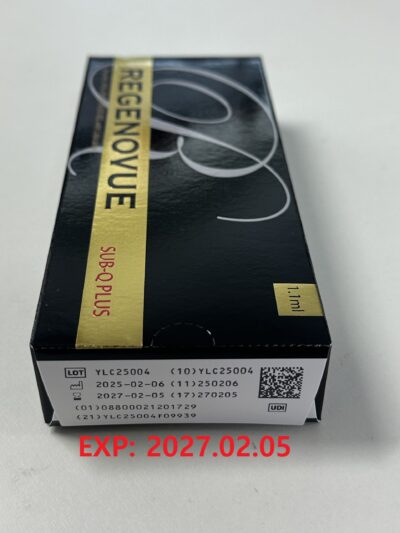 REGENOVUE
SUB-Q PLUS
1.1ml
LOT YLC25004 (10)YLC25004
2025-02-06 (11)250206
2027-02-05 (17)270205
(01)08800021201729
(21)YLC25004F09939
UDI
EXP: 2027.02.05